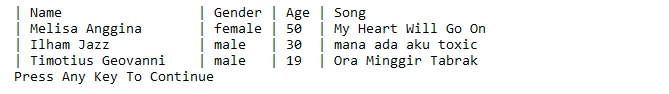 | Name | Gender | Age | Song
| Melisa Anggina | female | 50 | My Heart Will Go On
| Ilham Jazz | male | 30 | mana ada aku toxic
| Timotius Geovanni | male | 19 | Ora Minggir Tabrak
Press Any Key To Continue